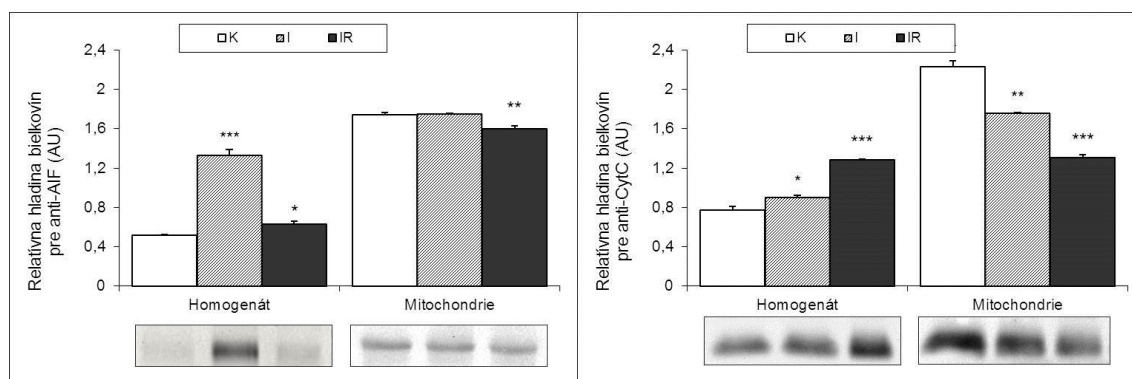 K I IR
Relatívna hladina bielkovín
pre anti-AIF (AU)
2,4
2
1,6
1,2
0,8
0,4
0
***
*
**
Homogenát Mitochondrie
K I IR
Relatívna hladina bielkovín
pre anti-CytC (AU)
2,4
2
1,6
1,2
0,8
0,4
0
*
***
**
***
Homogenát Mitochondrie